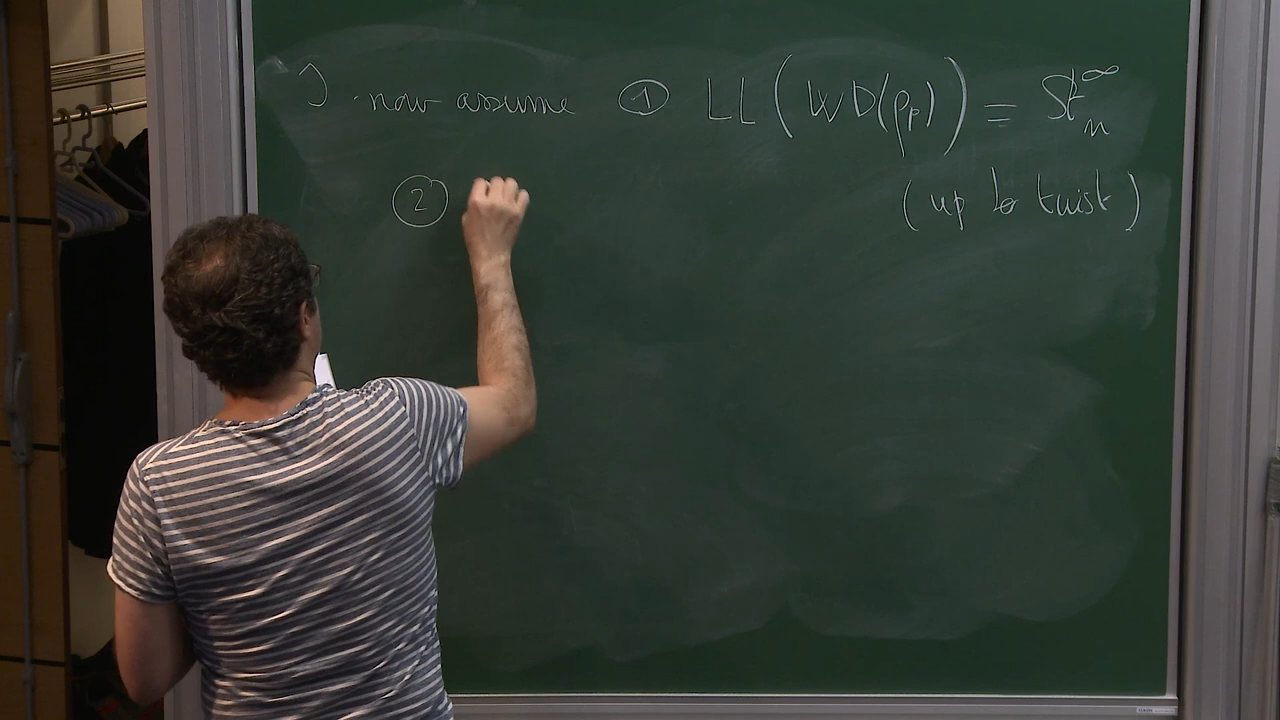 I now assume ① LL(WD(ρ_p)) = St_n^∞
② (up to twist)